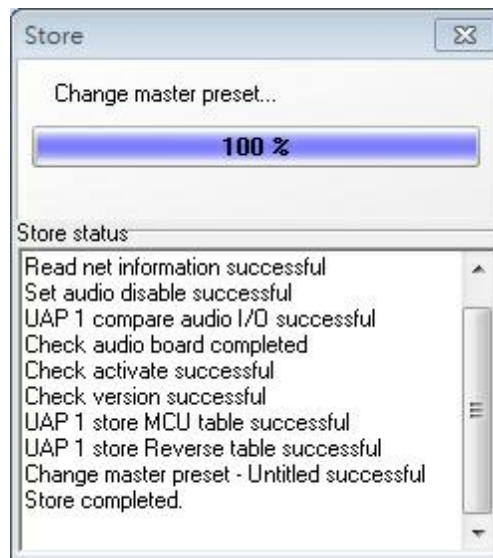 Store
Change master preset...
100 %
Store status
Read net information successful
Set audio disable successful
UAP 1 compare audio I/O successful
Check audio board completed
Check activate successful
Check version successful
UAP 1 store MCU table successful
UAP 1 store Reverse table successful
Change master preset - Untitled successful
Store completed.